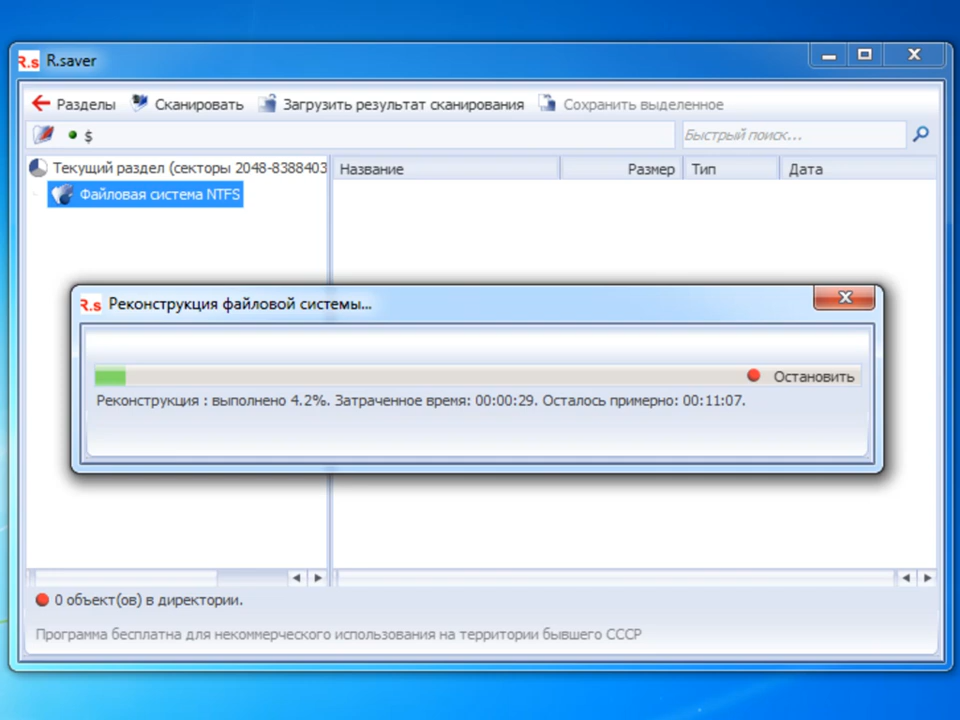 R.s R.saver
Разделы Сканировать Загрузить результат сканирования Сохранить выделенное
$ Быстрый поиск...
Текущий раздел (секторы 2048-8388403 Название Размер Тип Дата
Файловая система NTFS
R.s Реконструкция файловой системы...
Остановить
Реконструкция : выполнено 4.2%. Затраченное время: 00:00:29. Осталось примерно: 00:11:07.
0 объект(ов) в директории.
Программа бесплатна для некоммерческого использования на территории бывшего СССР